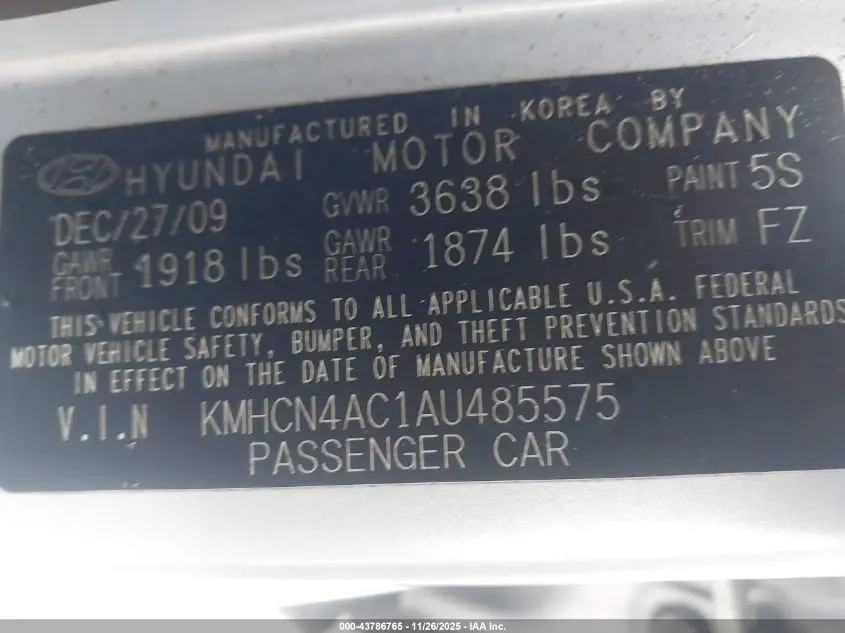 MANUFACTURED IN KOREA BY
HYUNDAI MOTOR COMPANY
DEC/27/09 GVWR 3638 lbs PAINT 5S
GAWR FRONT 1918 lbs GAWR REAR 1874 lbs TRIM FZ
THIS VEHICLE CONFORMS TO ALL APPLICABLE U.S.A. FEDERAL
MOTOR VEHICLE SAFETY, BUMPER, AND THEFT PREVENTION STANDARDS
IN EFFECT ON THE DATE OF MANUFACTURE SHOWN ABOVE
V.I.N KMHCN4AC1AU485575
PASSENGER CAR
000-43786765 - 11/26/2025 - IAA.COM